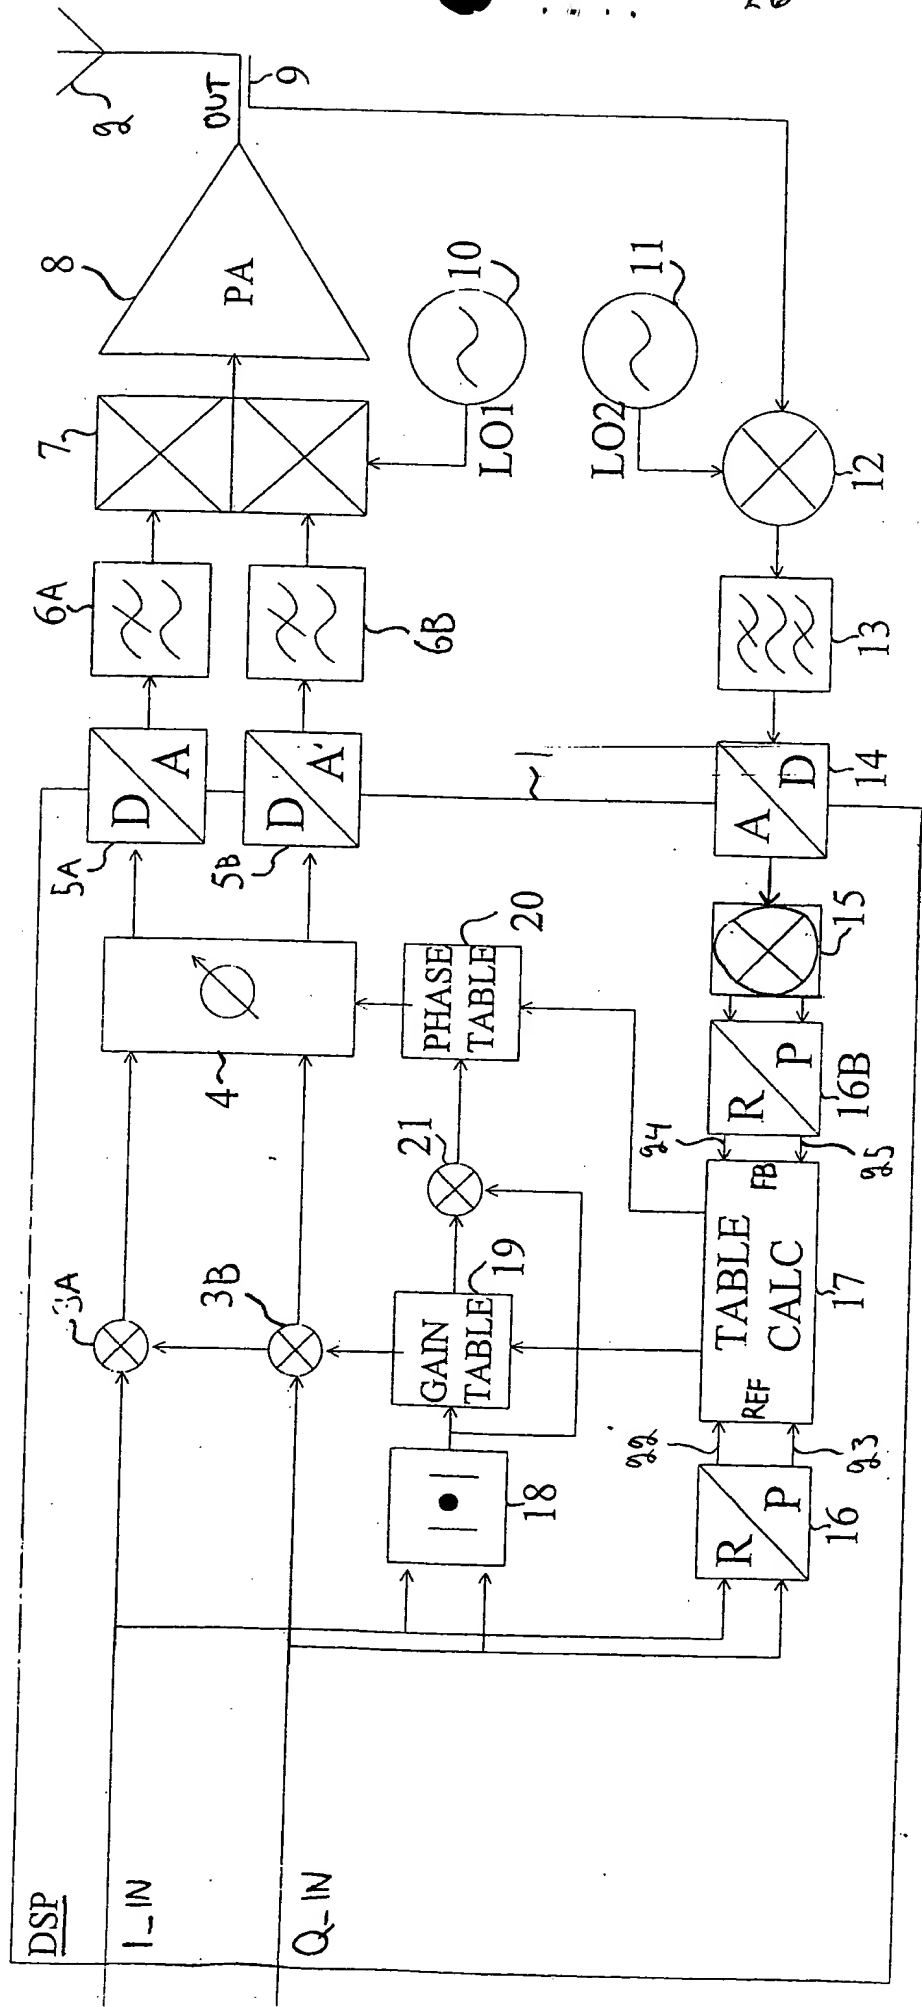 DSP
I_IN
Q_IN
3A
3B
4
5A
D
A
5B
D
A
6A
6B
7
8
PA
OUT
2
9
10
LO1
11
LO2
12
13
14
A
D
1
15
16B
R
P
24
25
FB
TABLE
CALC
REF
17
22
23
16
R
P
18
GAIN
TABLE
19
21
PHASE
TABLE
20